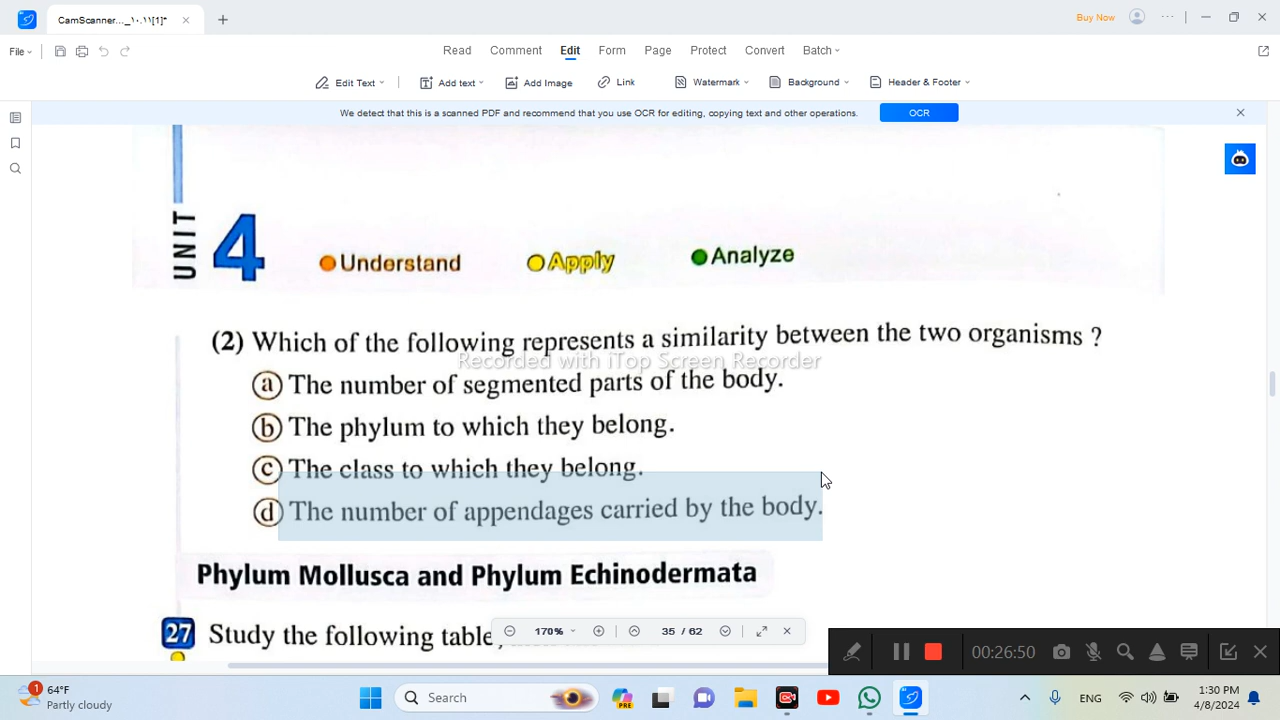 CamScanner..._١٠.١١[1]*
Buy Now
File
Read Comment Edit Form Page Protect Convert Batch
Edit Text Add text Add Image Link Watermark Background Header & Footer
We detect that this is a scanned PDF and recommend that you use OCR for editing, copying text and other operations. OCR
UNIT 4
Understand Apply Analyze
(2) Which of the following represents a similarity between the two organisms ?
Recorded with iTop Screen Recorder
a The number of segmented parts of the body.
b The phylum to which they belong.
c The class to which they belong.
d The number of appendages carried by the body.
Phylum Mollusca and Phylum Echinodermata
27 Study the following table,
170% 35 / 62
00:26:50
1 64°F
Partly cloudy
Search
PRE
ENG
1:30 PM
4/8/2024